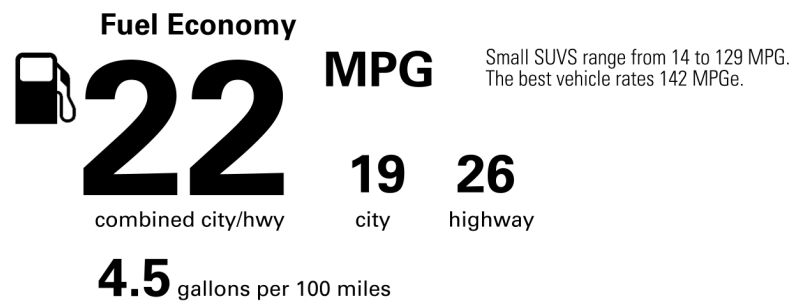 Fuel Economy
22
MPG
Small SUVS range from 14 to 129 MPG.
The best vehicle rates 142 MPGe.
19 26
combined city/hwy city highway
4.5 gallons per 100 miles